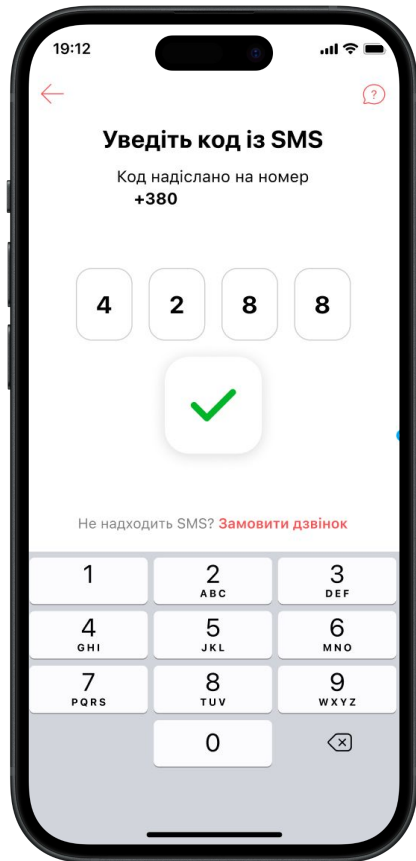 19:12
?
Уведіть код із SMS
Код надіслано на номер
+380
4 2 8 8
Не надходить SMS? Замовити дзвінок
1 2 3
ABC DEF
4 5 6
GHI JKL MNO
7 8 9
PQRS TUV WXYZ
0